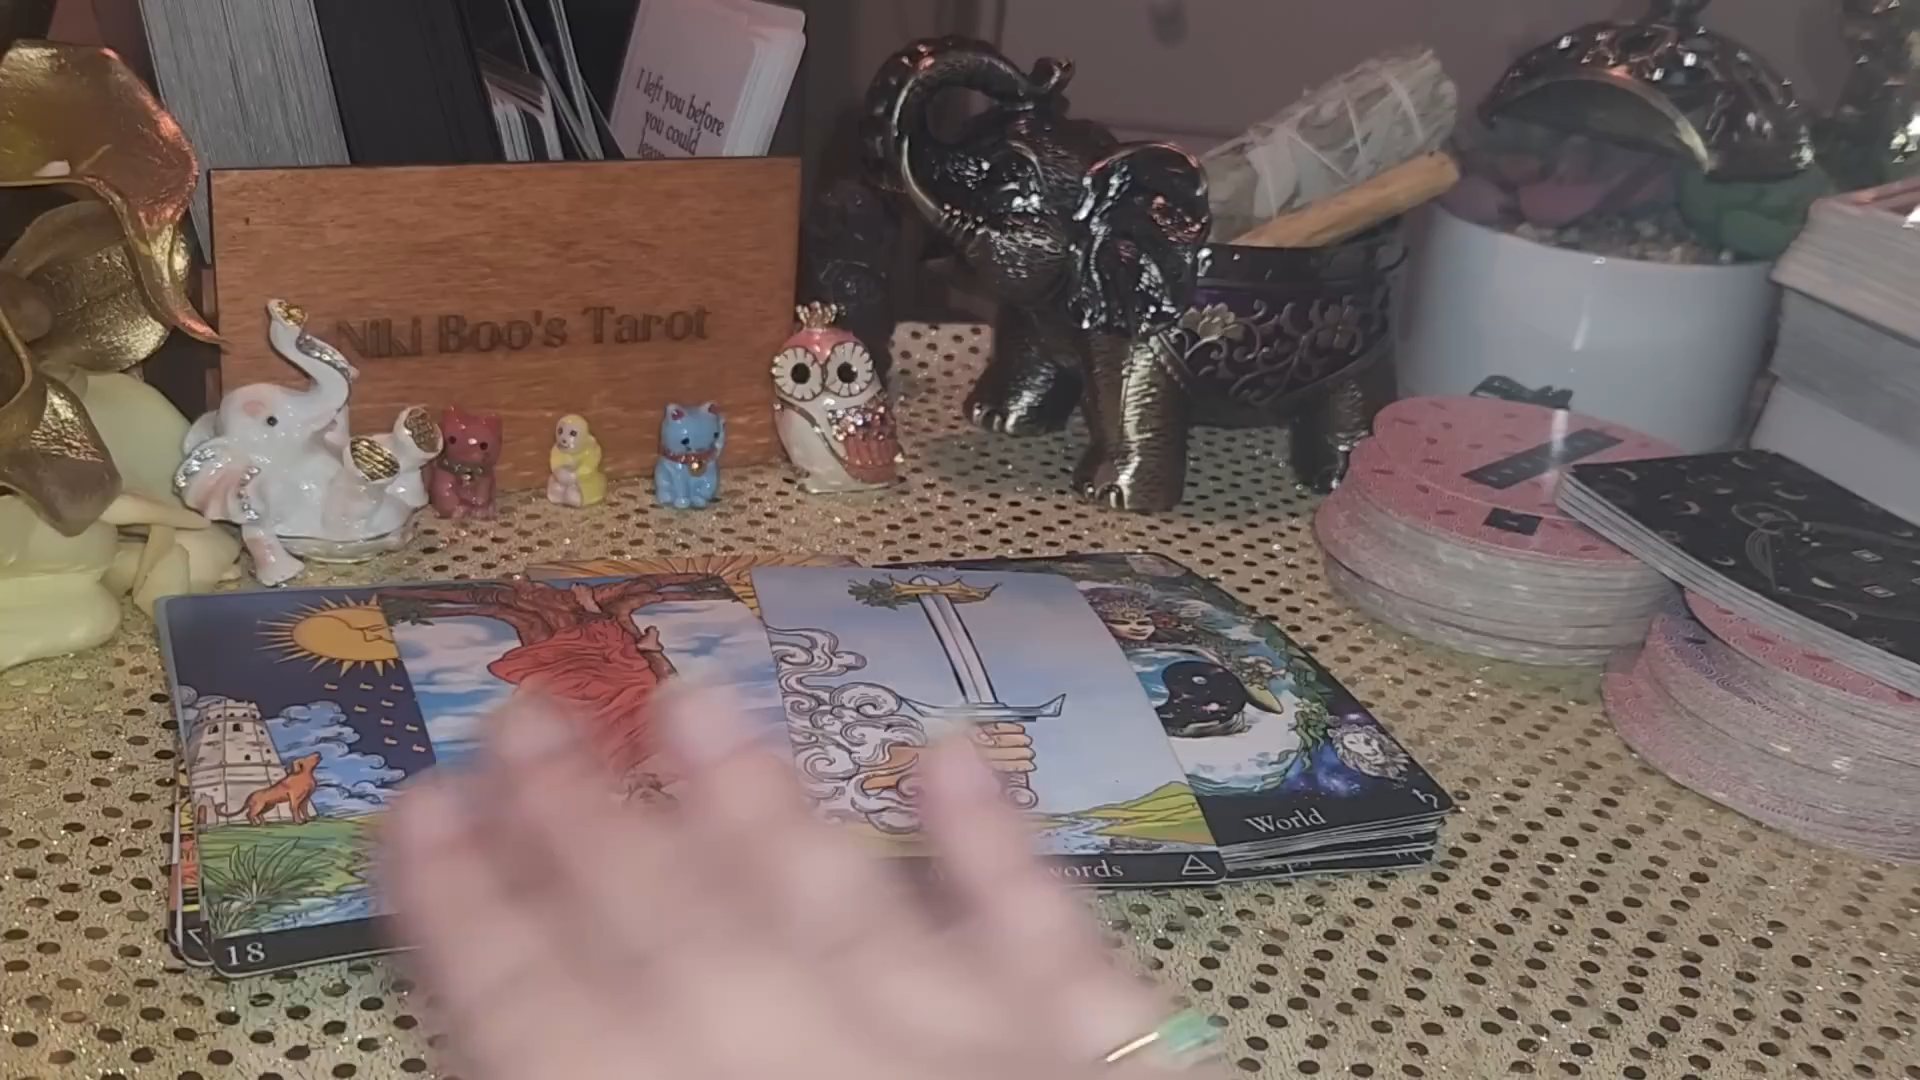 I left you before
you could
Niki Boo's Tarot
World
18